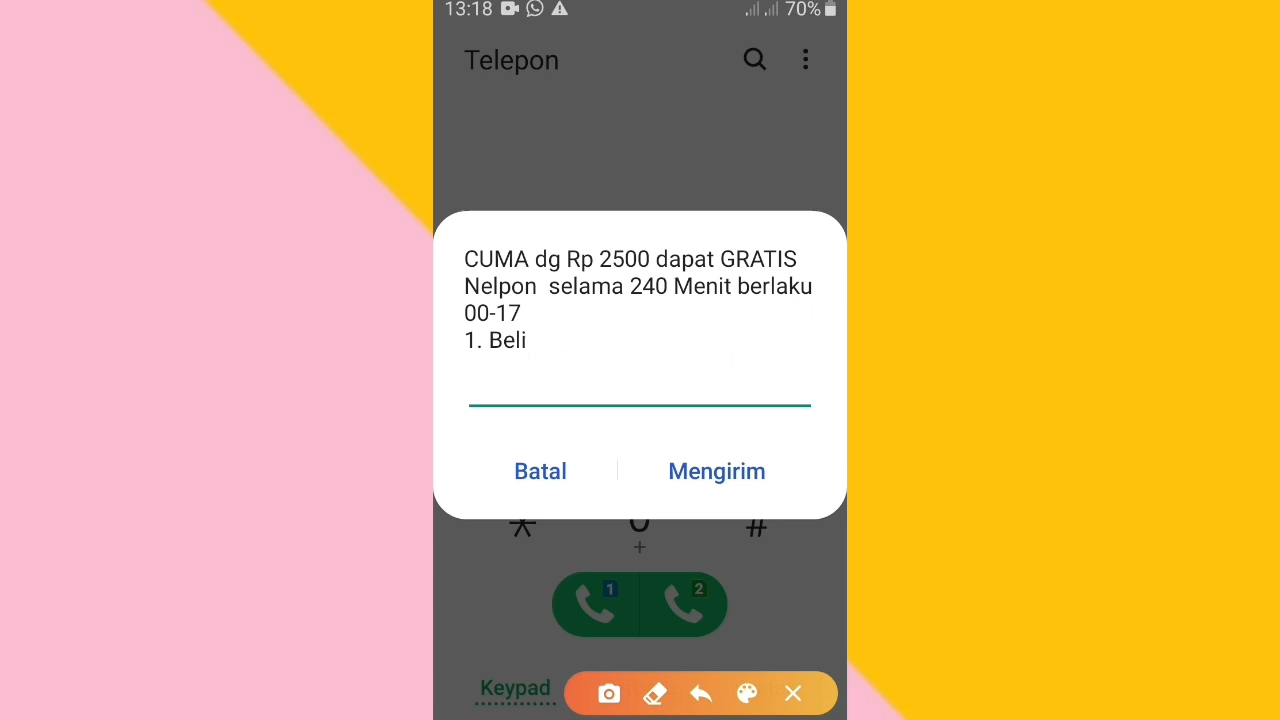 13:18 70%
Telepon
CUMA dg Rp 2500 dapat GRATIS
Nelpon  selama 240 Menit berlaku
00-17
1. Beli
Batal Mengirim
* 0 #
+
1 2
Keypad